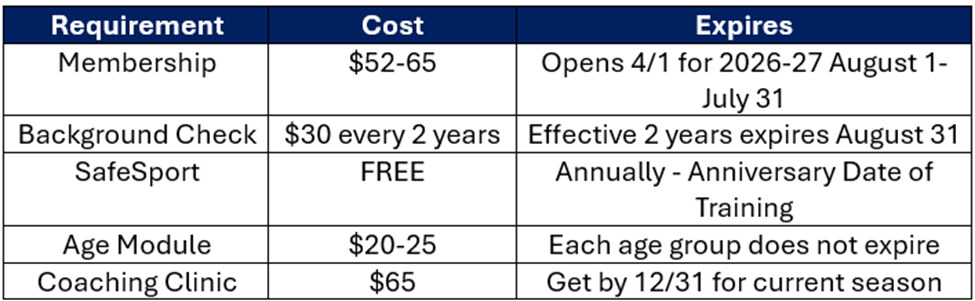 Requirement Cost Expires
Membership $52-65 Opens 4/1 for 2026-27 August 1-
July 31
Background Check $30 every 2 years Effective 2 years expires August 31
SafeSport FREE Annually - Anniversary Date of
Training
Age Module $20-25 Each age group does not expire
Coaching Clinic $65 Get by 12/31 for current season